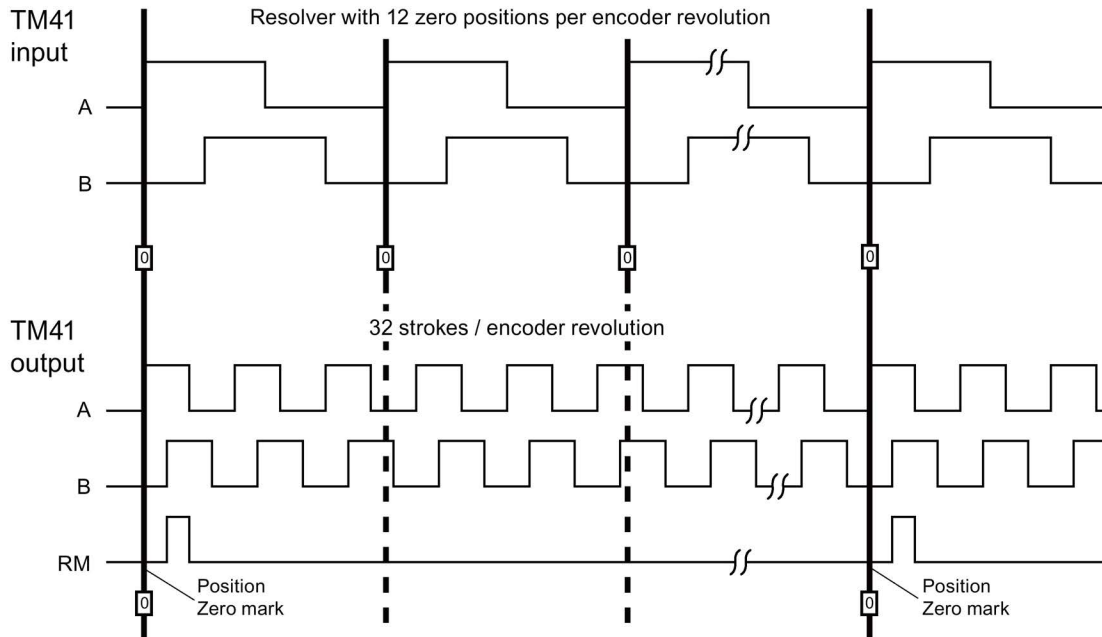 TM41
input
Resolver with 12 zero positions per encoder revolution
A
B
0 0 0 0
TM41
output
32 strokes / encoder revolution
A
B
RM
Position
Zero mark
Position
Zero mark
0 0